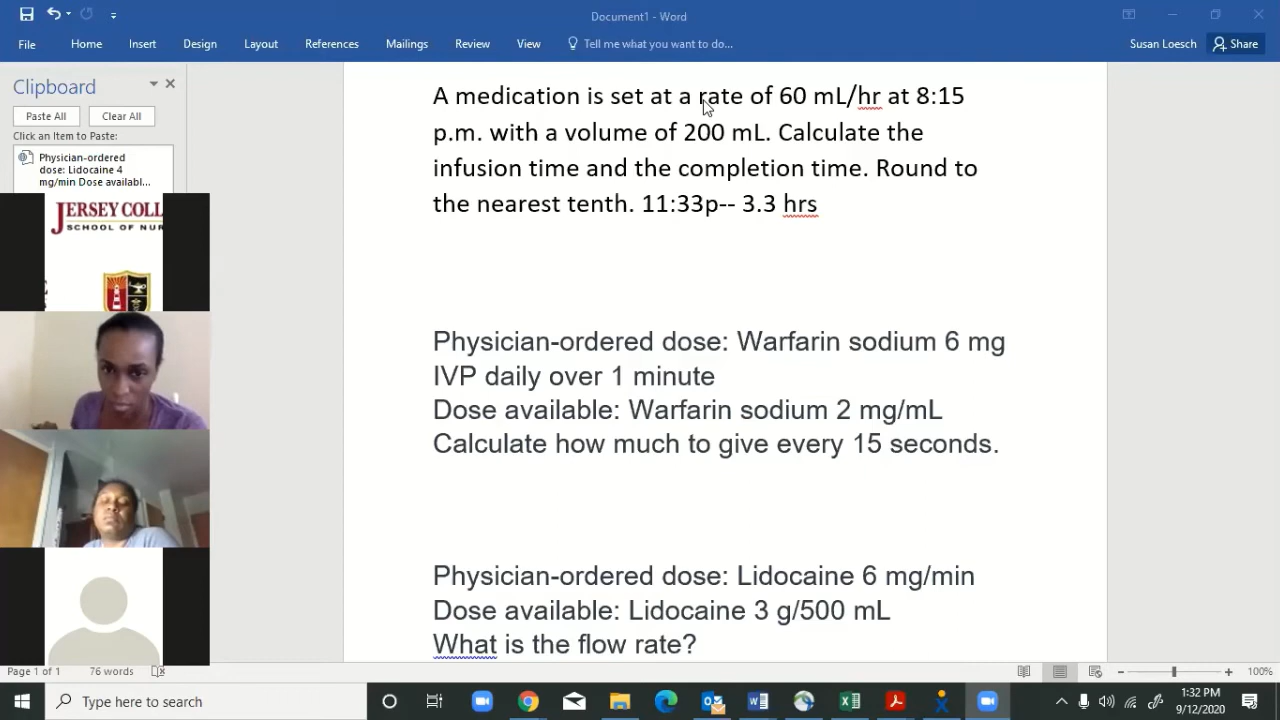 Document1 - Word
File Home Insert Design Layout References Mailings Review View Tell me what you want to do... Susan Loesch Share
Clipboard
Paste All Clear All
Click an Item to Paste:
Physician-ordered
dose: Lidocaine 4
mg/min Dose availabl...
JERSEY COLL
SCHOOL OF NUR
A medication is set at a rate of 60 mL/hr at 8:15
p.m. with a volume of 200 mL. Calculate the
infusion time and the completion time. Round to
the nearest tenth. 11:33p-- 3.3 hrs
Physician-ordered dose: Warfarin sodium 6 mg
IVP daily over 1 minute
Dose available: Warfarin sodium 2 mg/mL
Calculate how much to give every 15 seconds.
Physician-ordered dose: Lidocaine 6 mg/min
Dose available: Lidocaine 3 g/500 mL
What is the flow rate?
Page 1 of 1 76 words 100%
Type here to search
1:32 PM
9/12/2020